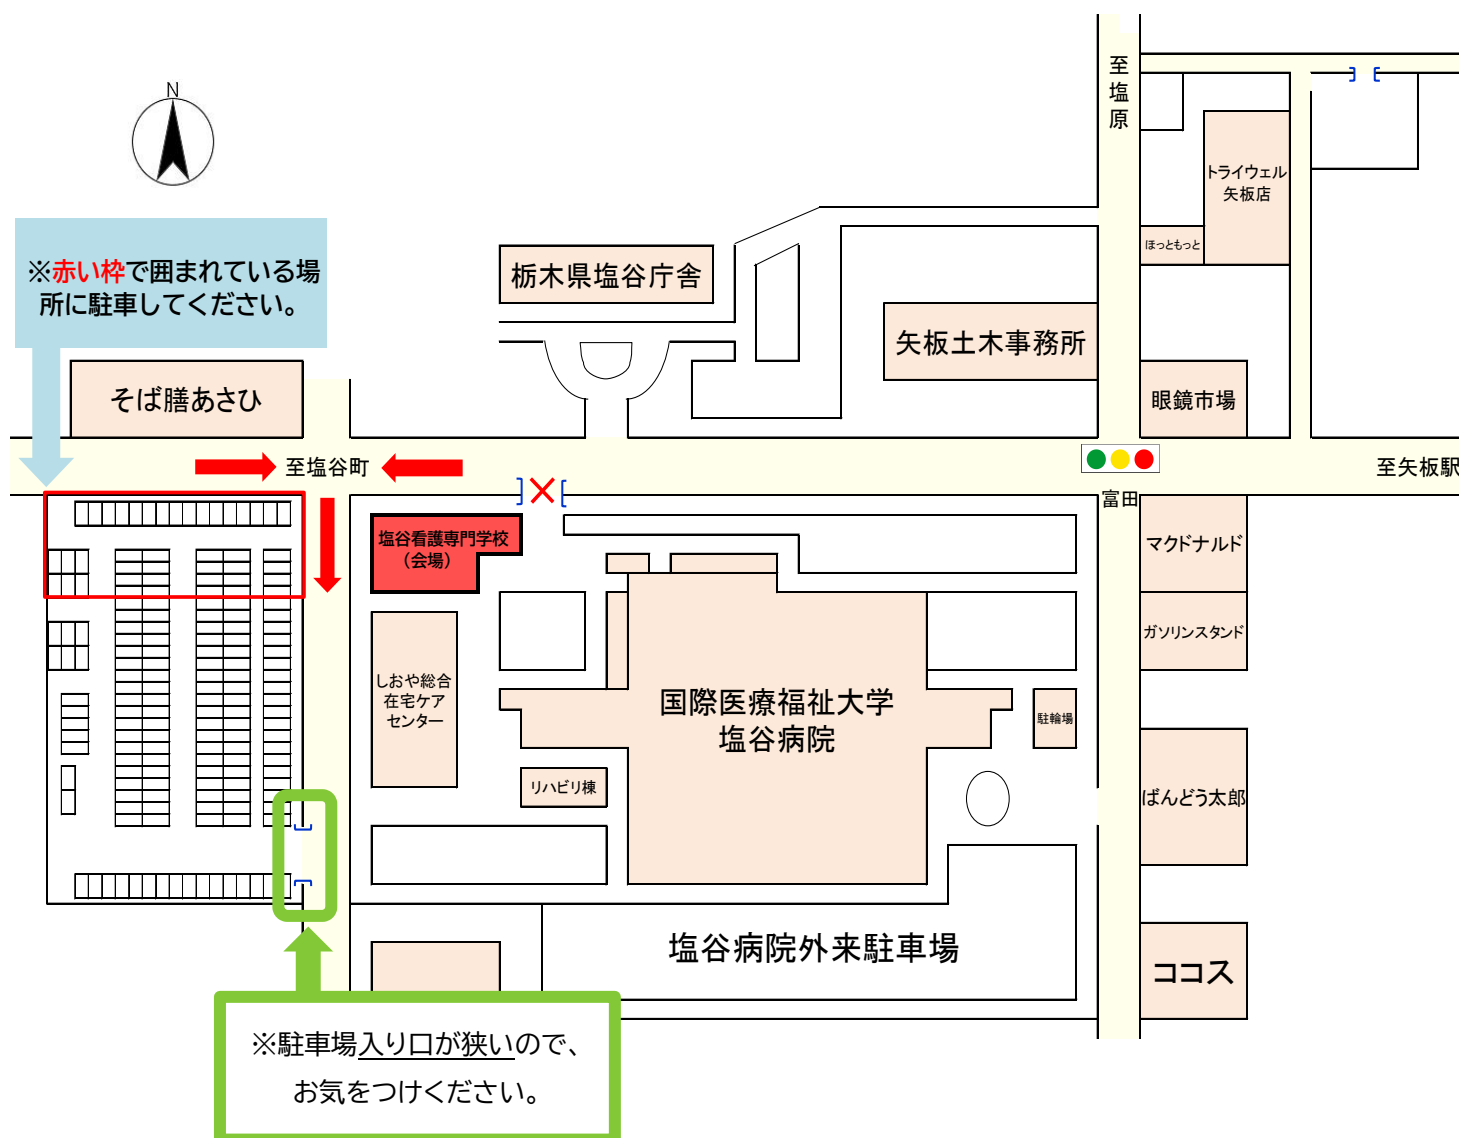 N
至
塩
原
トライウェル
矢板店
ほっともっと
※赤い枠で囲まれている場
所に駐車してください。
栃木県塩谷庁舎
矢板土木事務所
そば膳あさひ
眼鏡市場
至塩谷町
至矢板駅
富田
塩谷看護専門学校
(会場)
マクドナルド
ガソリンスタンド
しおや総合
在宅ケア
センター
国際医療福祉大学
塩谷病院
駐輪場
リハビリ棟
ばんどう太郎
塩谷病院外来駐車場
ココス
※駐車場入り口が狭いので、
お気をつけください。